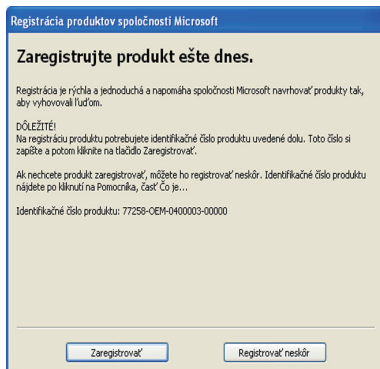 Registrácia produktov spoločnosti Microsoft
Zaregistrujte produkt ešte dnes.
Registrácia je rýchla a jednoduchá a napomáha spoločnosti Microsoft navrhovať produkty tak,
aby vyhovovali ľuďom.
DÔLEŽITÉ!
Na registráciu produktu potrebujete identifikačné číslo produktu uvedené dolu. Toto číslo si
zapíšte a potom kliknite na tlačidlo Zaregistrovať.
Ak nechcete produkt zaregistrovať, môžete ho registrovať neskôr. Identifikačné číslo produktu
nájdete po kliknutí na Pomocníka, časť Čo je...
Identifikačné číslo produktu: 77258-OEM-0400003-00000
Zaregistrovať
Registrovať neskôr